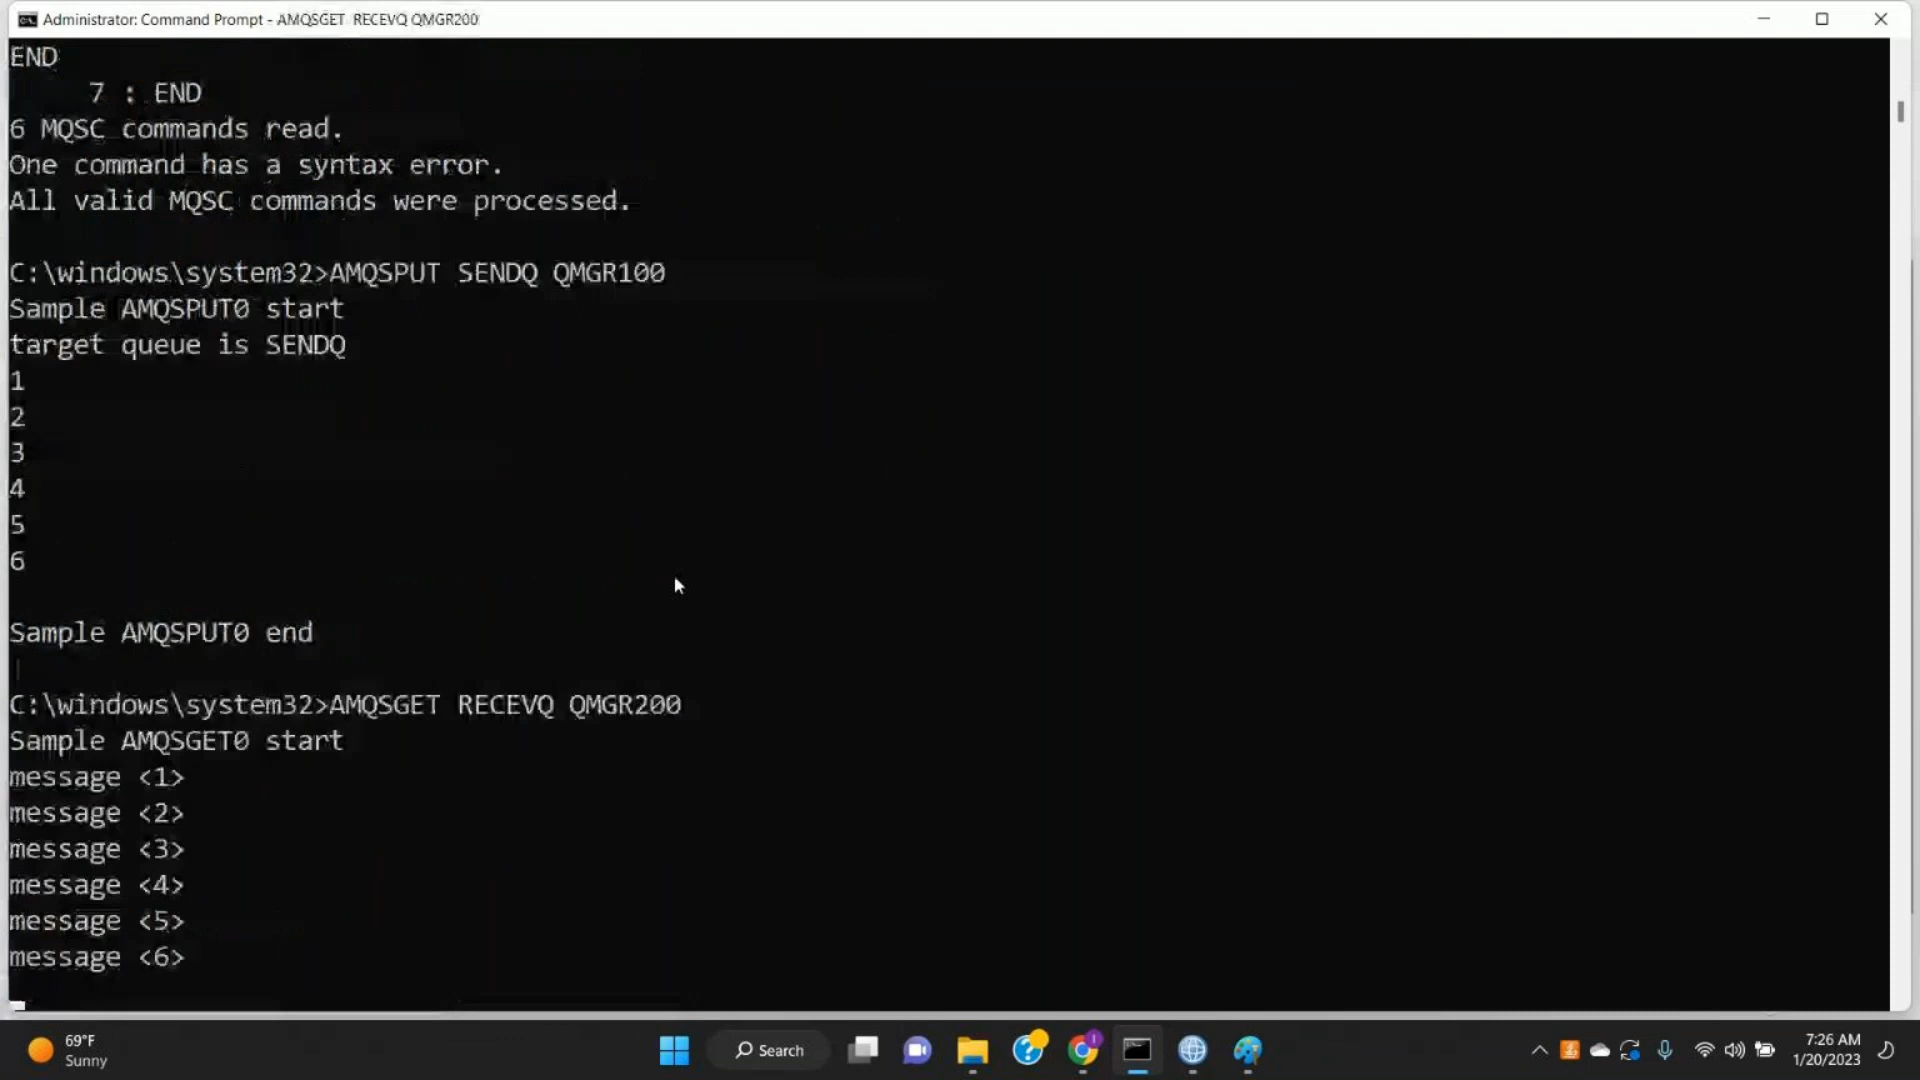 Administrator: Command Prompt - AMQSGET RECEVQ QMGR200
END
7 : END
6 MQSC commands read.
One command has a syntax error.
All valid MQSC commands were processed.
C:\windows\system32>AMQSPUT SENDQ QMGR100
Sample AMQSPUT0 start
target queue is SENDQ
1
2
3
4
5
6
Sample AMQSPUT0 end
C:\windows\system32>AMQSGET RECEVQ QMGR200
Sample AMQSGET0 start
message <1>
message <2>
message <3>
message <4>
message <5>
message <6>
69°F
Sunny
Search
7:26 AM
1/20/2023